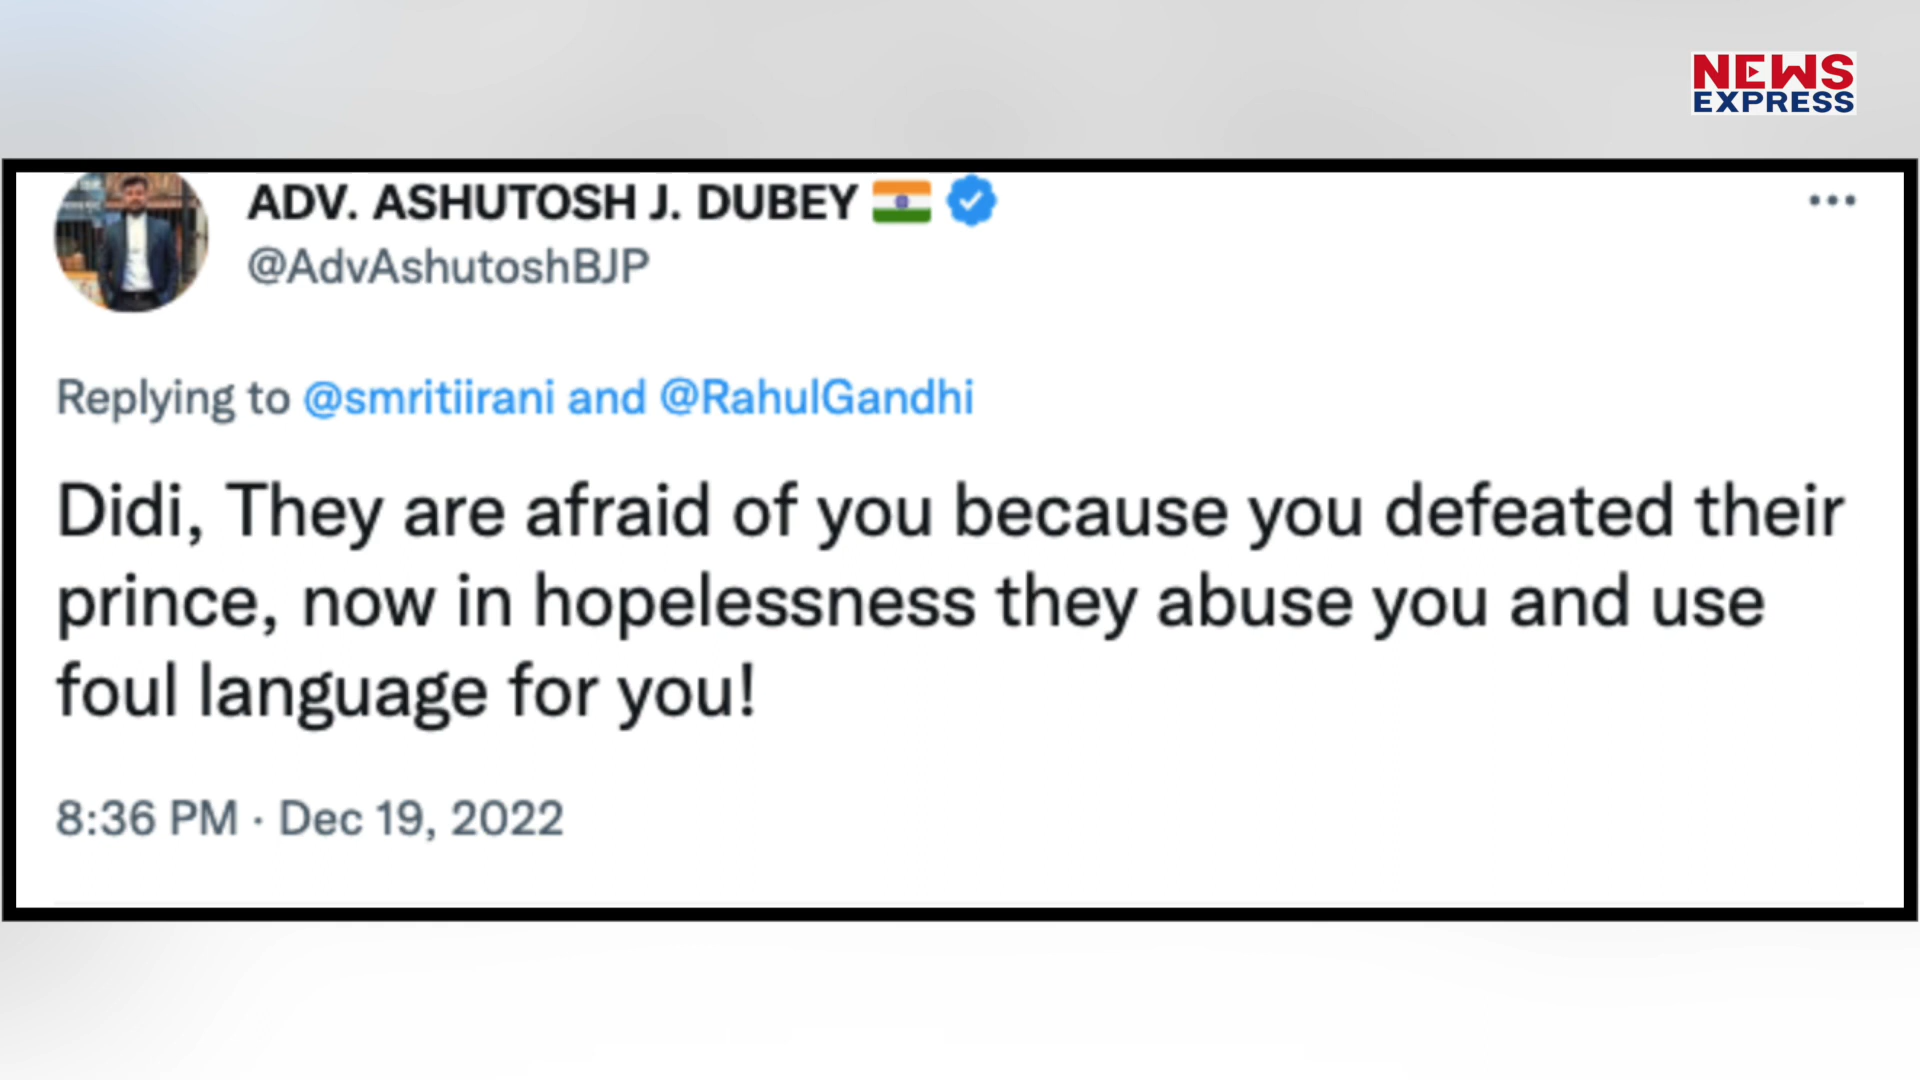 NEWS
EXPRESS
ADV. ASHUTOSH J. DUBEY
@AdvAshutoshBJP
Replying to @smritiirani and @RahulGandhi
Didi, They are afraid of you because you defeated their
prince, now in hopelessness they abuse you and use
foul language for you!
8:36 PM · Dec 19, 2022